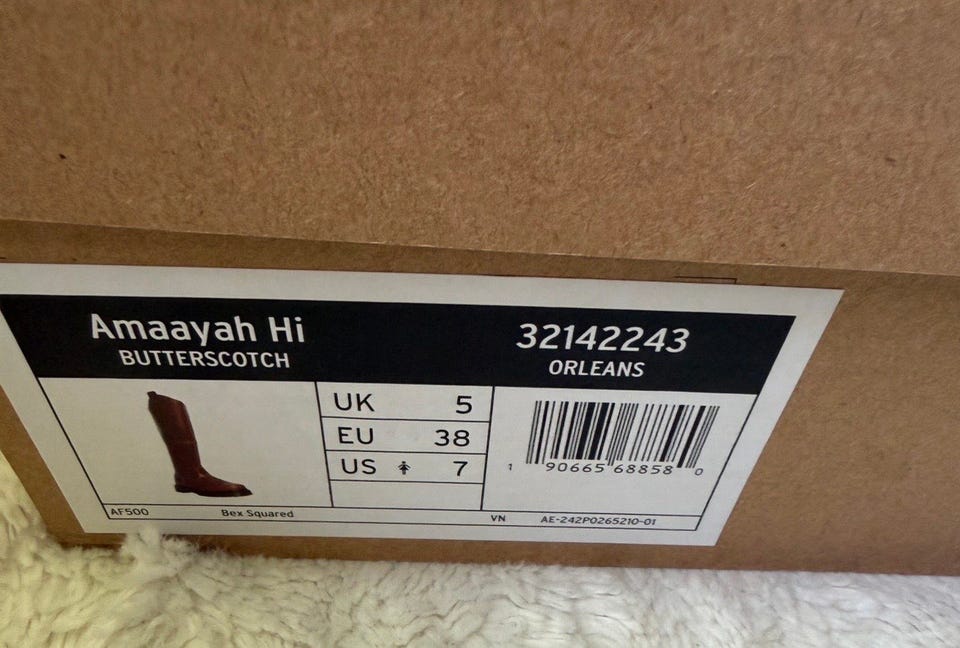 Amaayah Hi
BUTTERSCOTCH
32142243
ORLEANS
UK 5
EU 38
US 7
1 90665 68858 0
AF500
Bex Squared
VN
AE-242P0265210-01